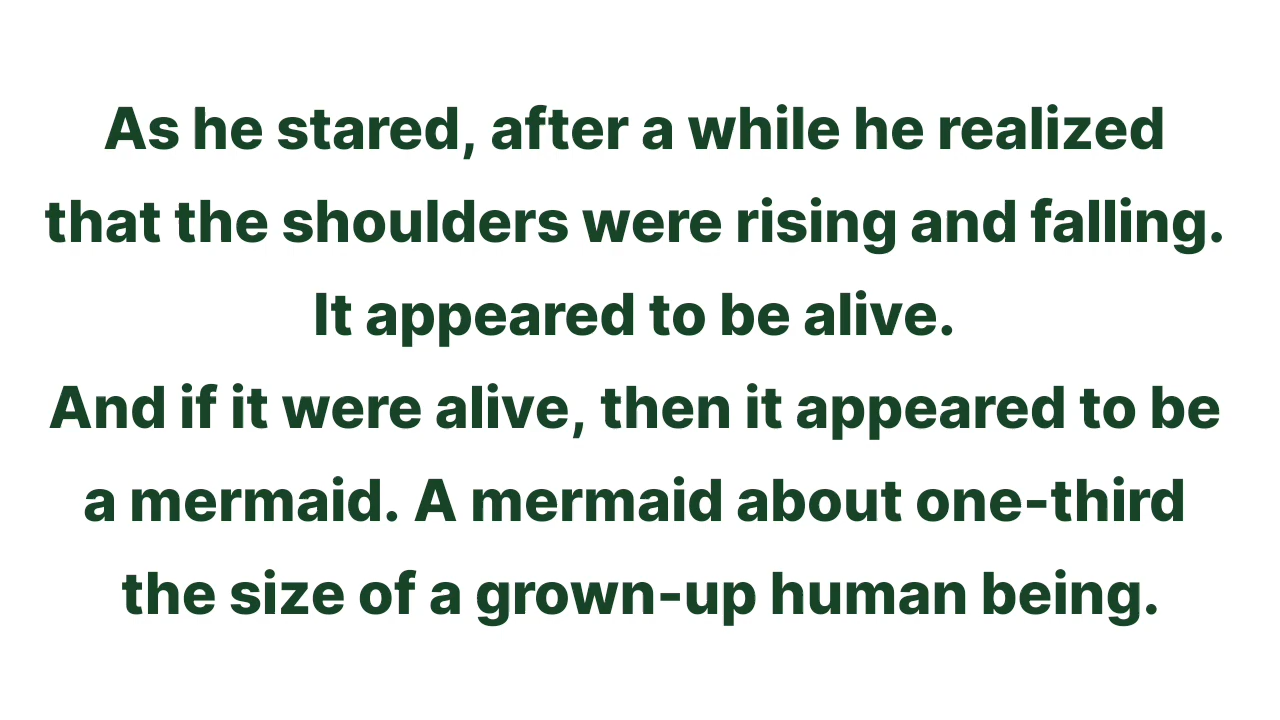 As he stared, after a while he realized
that the shoulders were rising and falling.
It appeared to be alive.
And if it were alive, then it appeared to be
a mermaid. A mermaid about one-third
the size of a grown-up human being.